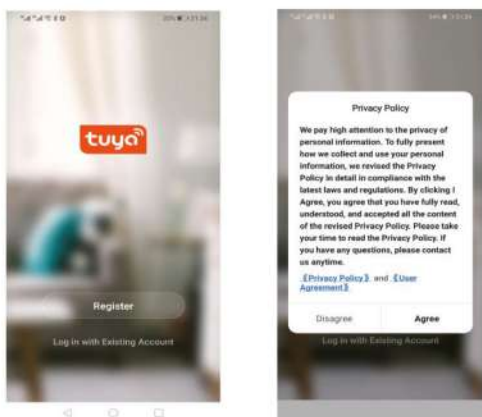 tuya
Register
Log in with Existing Account
Privacy Policy
We pay high attention to the privacy of
personal information. To fully present
how we collect and use your personal
information, we revised the Privacy
Policy in detail in compliance with the
latest laws and regulations. By clicking I
Agree, you agree that you have fully read,
understood, and accepted all the content
of the revised Privacy Policy. Please take
your time to read the Privacy Policy. If
you have any questions, please contact
us anytime.
《Privacy Policy》 and 《User
Agreement》
Disagree
Agree
Log in with Existing Account